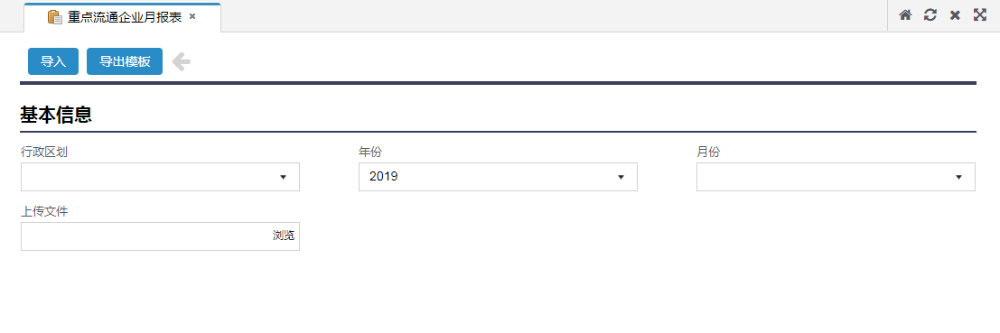 重点流通企业月报表
导入 导出模板
基本信息
行政区划 年份 月份
2019
上传文件
浏览